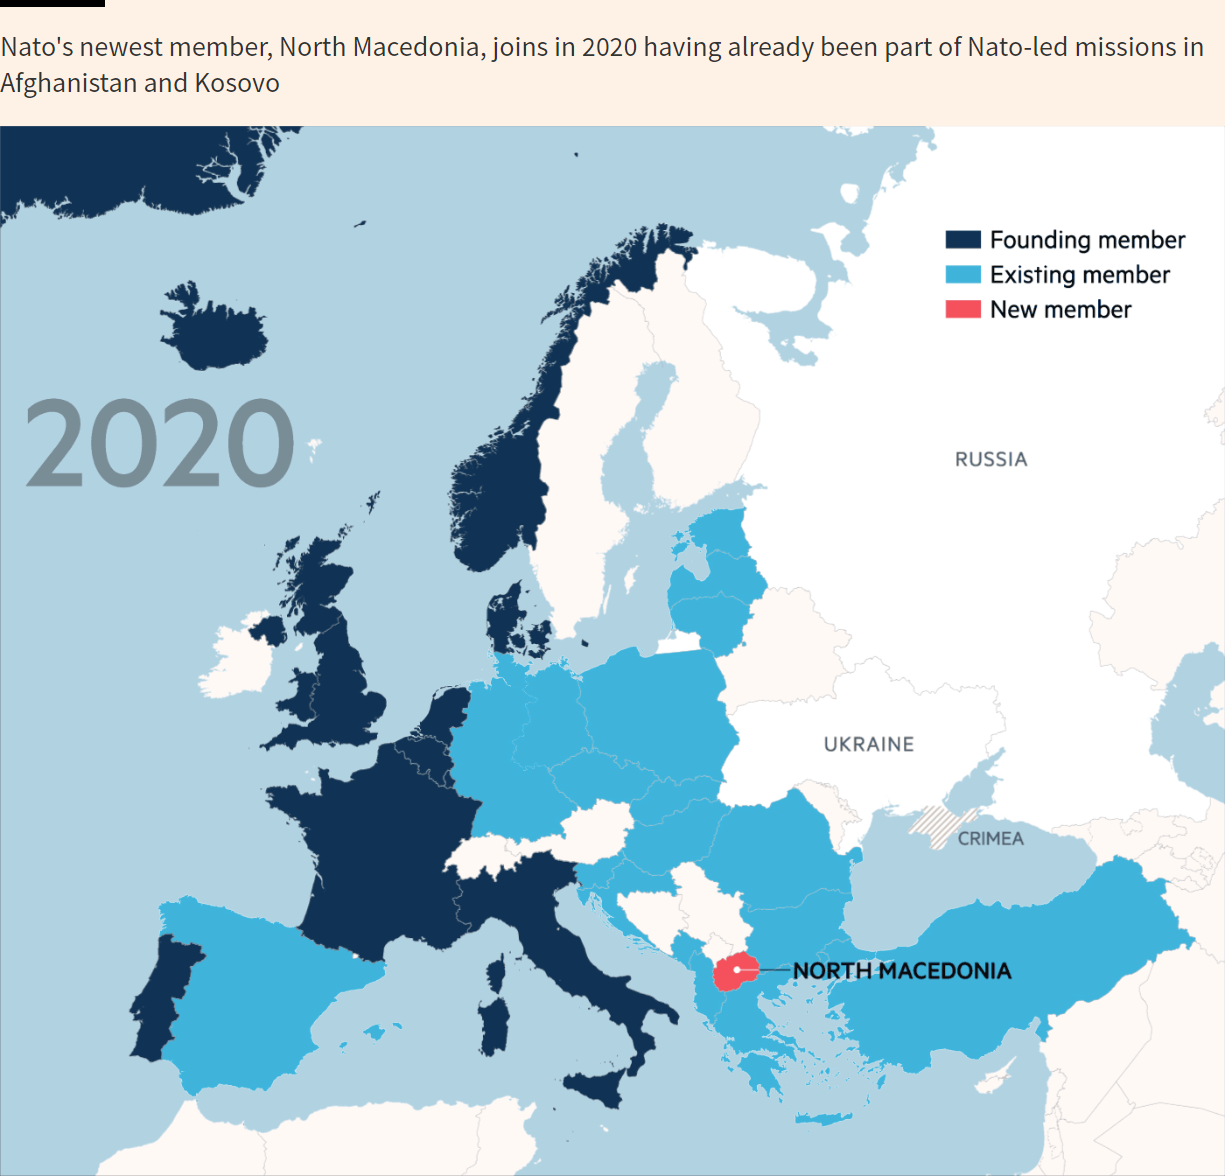 Nato's newest member, North Macedonia, joins in 2020 having already been part of Nato-led missions in
Afghanistan and Kosovo
Founding member
Existing member
New member
2020
RUSSIA
UKRAINE
CRIMEA
NORTH MACEDONIA